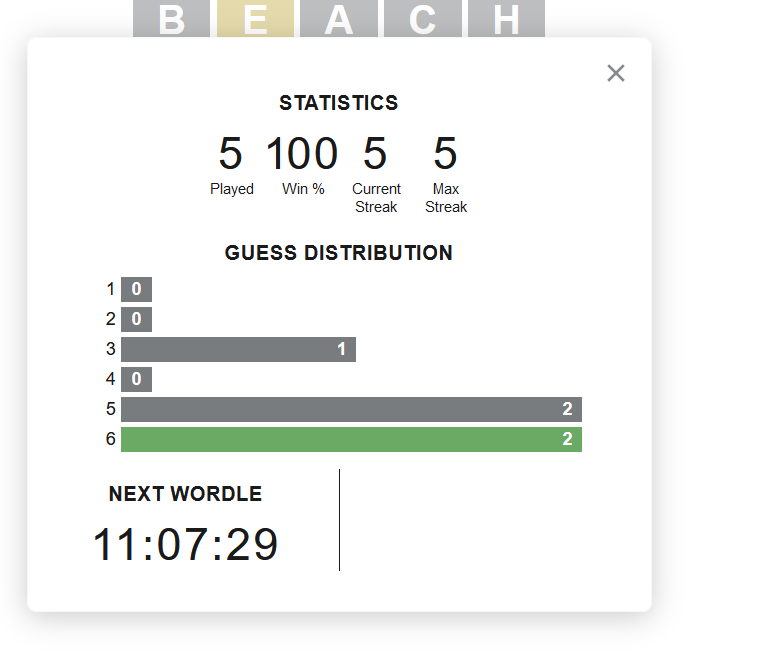 B E A C H
STATISTICS
5 100 5 5
Played Win % Current Streak Max Streak
GUESS DISTRIBUTION
1 0
2 0
3 1
4 0
5 2
6 2
NEXT WORDLE
11:07:29